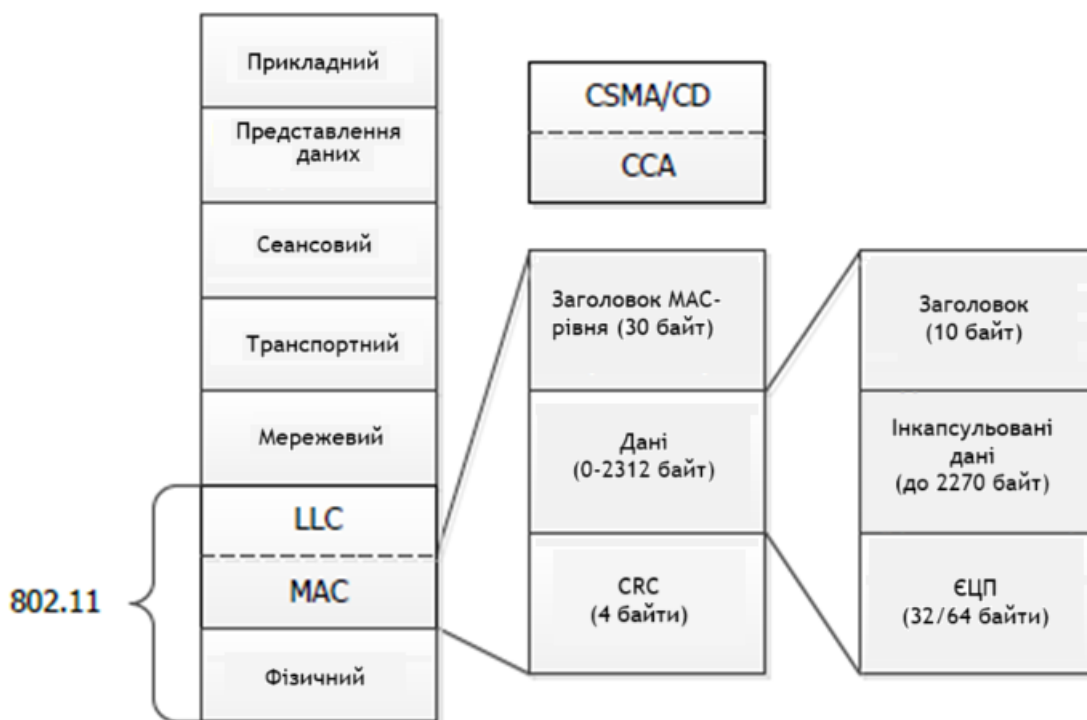 Прикладний
Представлення
даних
Сеансовий
Транспортний
Мережевий
LLC
MAC
Фізичний
802.11
CSMA/CD
CCA
Заголовок MAC-
рівня (30 байт)
Дані
(0-2312 байт)
CRC
(4 байти)
Заголовок
(10 байт)
Інкапсульовані
дані
(до 2270 байт)
ЄЦП
(32/64 байти)